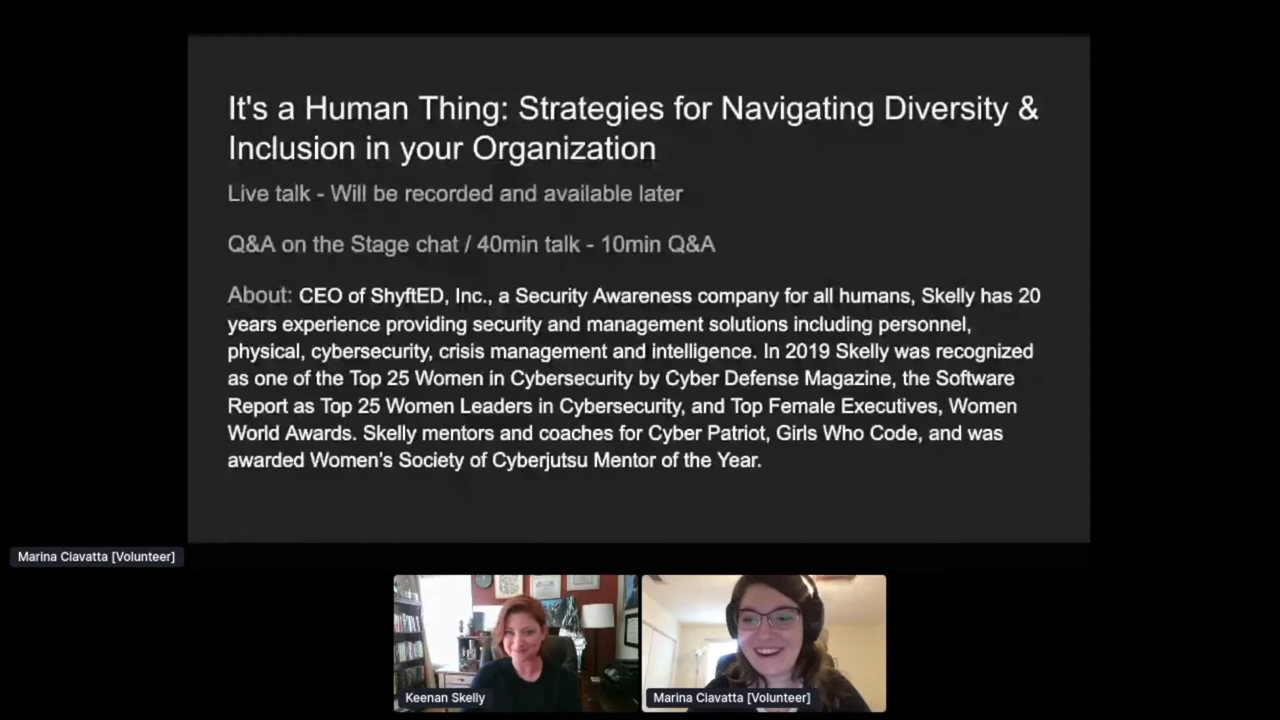 It's a Human Thing: Strategies for Navigating Diversity &
Inclusion in your Organization
Live talk - Will be recorded and available later
Q&A on the Stage chat / 40min talk - 10min Q&A
About: CEO of ShyftED, Inc., a Security Awareness company for all humans, Skelly has 20
years experience providing security and management solutions including personnel,
physical, cybersecurity, crisis management and intelligence. In 2019 Skelly was recognized
as one of the Top 25 Women in Cybersecurity by Cyber Defense Magazine, the Software
Report as Top 25 Women Leaders in Cybersecurity, and Top Female Executives, Women
World Awards. Skelly mentors and coaches for Cyber Patriot, Girls Who Code, and was
awarded Women's Society of Cyberjutsu Mentor of the Year.
Marina Ciavatta [Volunteer]
Keenan Skelly
Marina Ciavatta [Volunteer]